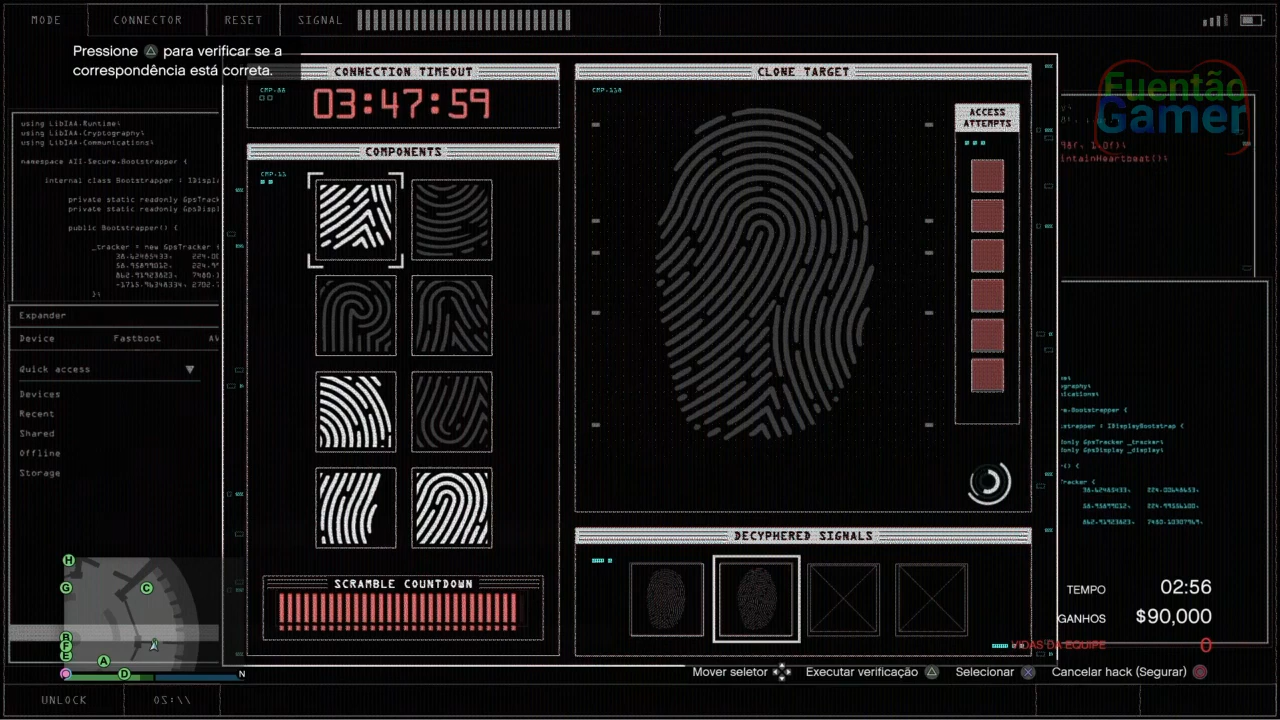 MODE
CONNECTOR
RESET
SIGNAL
Pressione △ para verificar se a
correspondência está correta.
CONNECTION TIMEOUT
03:47:59
COMPONENTS
CLONE TARGET
ACCESS
ATTEMPTS
Fuentão
Gamer
using LibIAA.Runtime;
using LibIAA.Cryptography;
using LibIAA.Communications;
namespace AII-Secure.Bootstrapper {
internal class Bootstrapper : IDispl
private static readonly GpsTrack
private static readonly GpsDispl
public Bootstrapper() {
_tracker = new GpsTracker
Expander
Device
Fastboot
Quick access
Devices
Recent
Shared
Offline
Storage
SCRAMBLE COUNTDOWN
DECYPHERED SIGNALS
H
G
C
B
F
E
A
D
N
TEMPO 02:56
GANHOS $90,000
VIDAS DA EQUIPE 0
Mover seletor
Executar verificação
Selecionar
Cancelar hack (Segurar)
UNLOCK
OS:\\